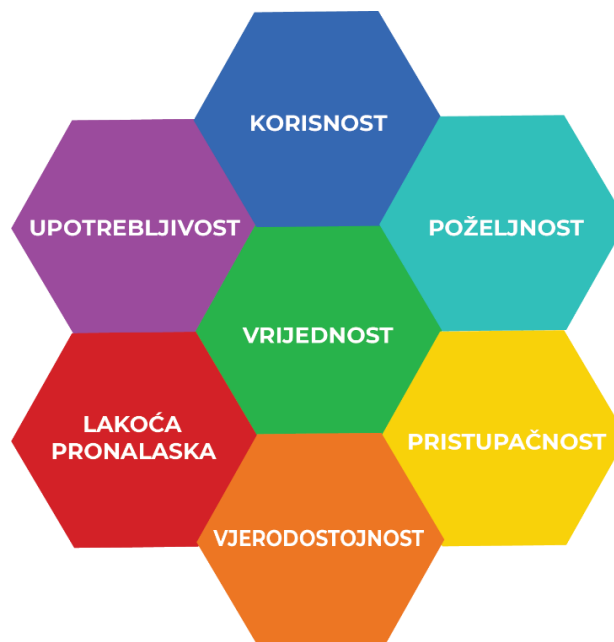 KORISNOST
UPOTREBLJIVOST
POŽELJNOST
VRIJEDNOST
LAKOĆA
PRONALASKA
PRISTUPAČNOST
VJERODOSTOJNOST